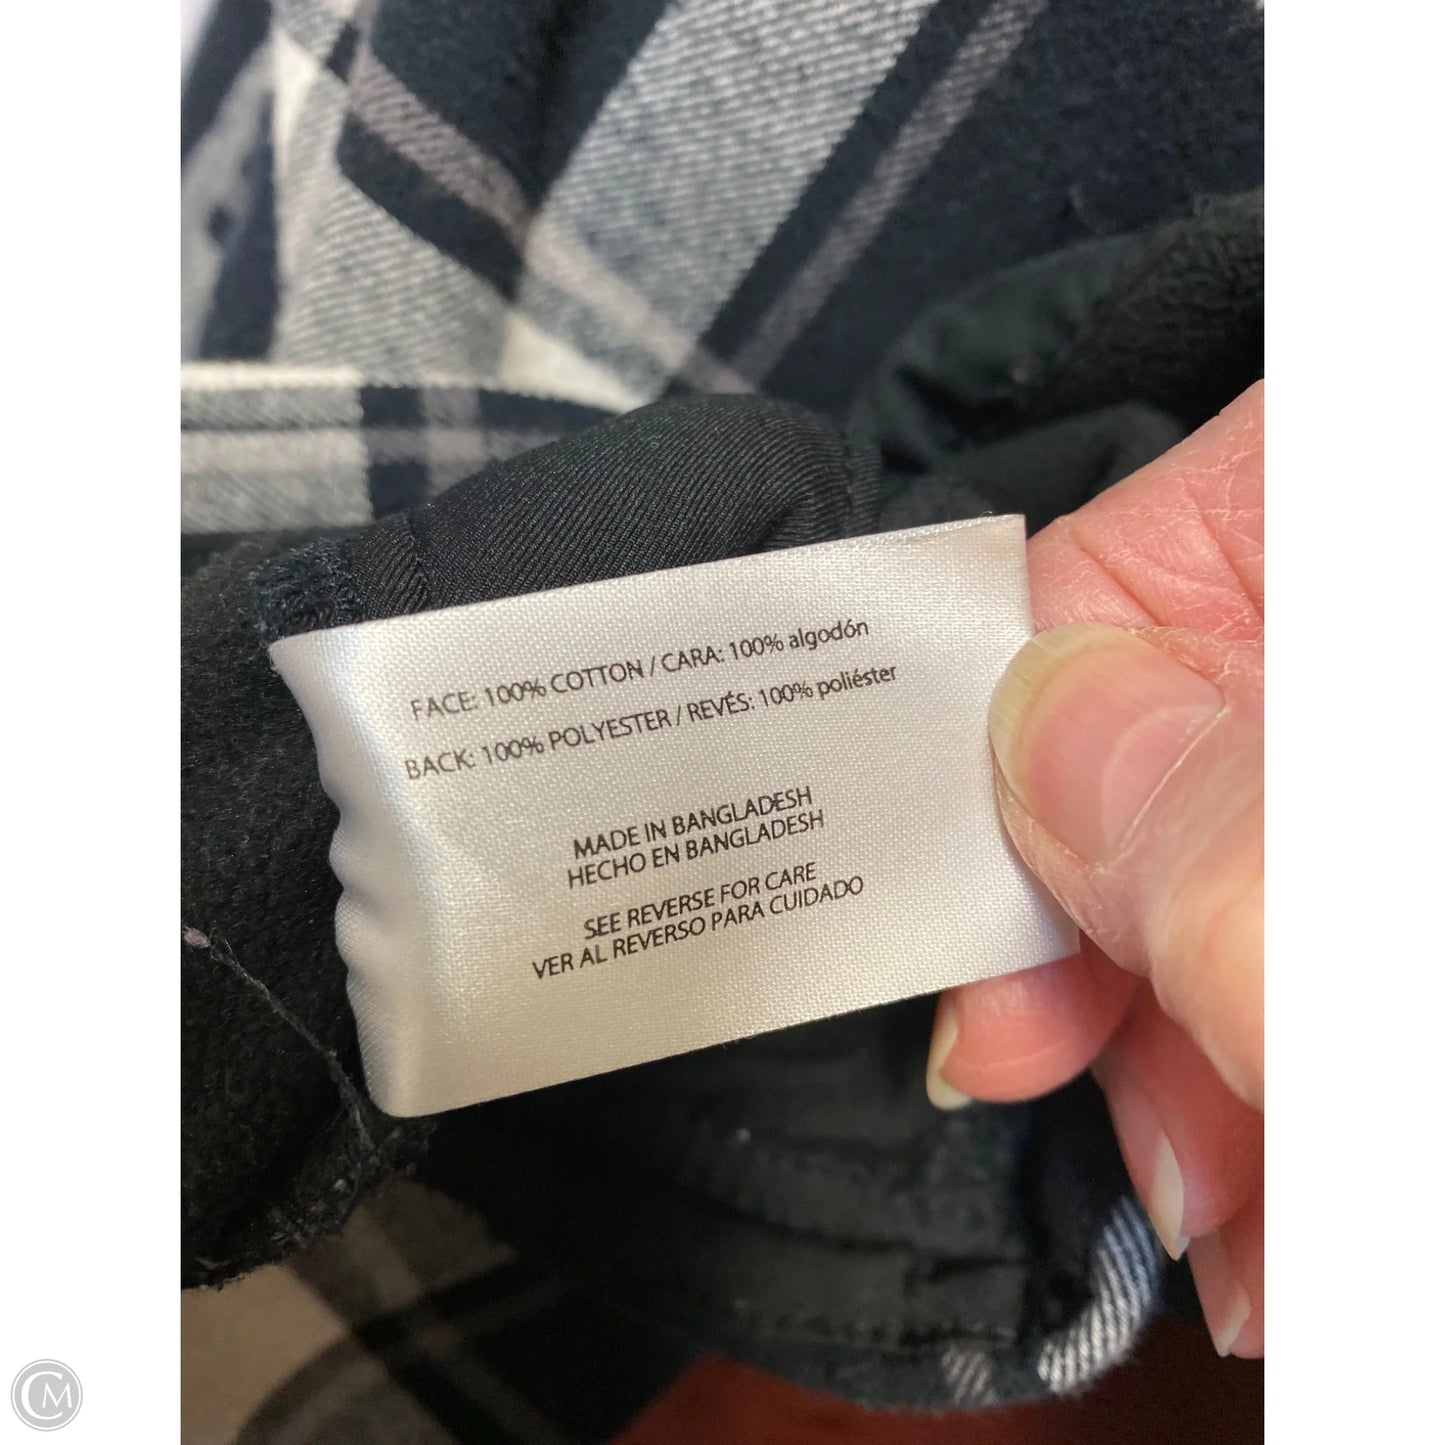 FACE: 100% COTTON / CARA: 100% algodón
BACK: 100% POLYESTER / REVÉS: 100% poliéster
MADE IN BANGLADESH
HECHO EN BANGLADESH
SEE REVERSE FOR CARE
VER AL REVERSO PARA CUIDADO
CM